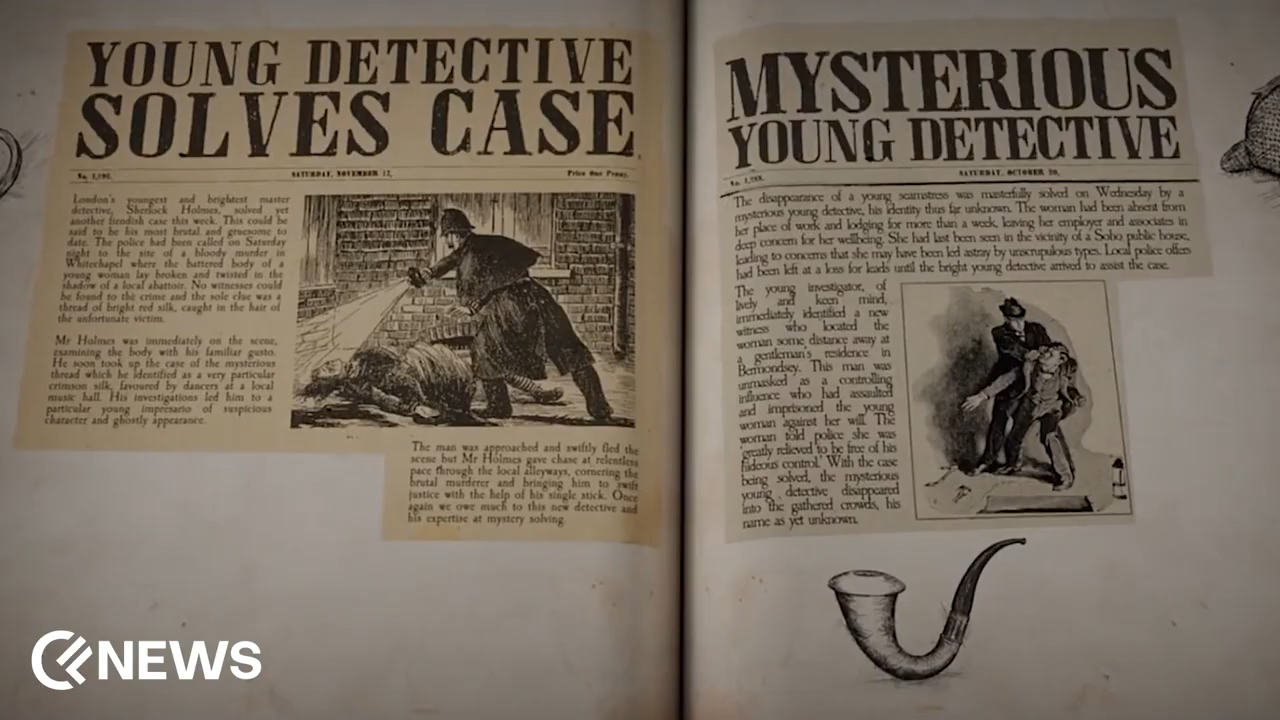 YOUNG DETECTIVE
SOLVES CASE
No. 1,192.
SATURDAY, NOVEMBER 17,
Price One Penny.
London's youngest and brightest master
detective, Sherlock Holmes, solved yet
another fiendish case this week. This could be
said to be his most brutal and gruesome to
date. The police had been called on Saturday
night to the site of a bloody murder in
Whitechapel where the battered body of a
young woman lay broken and twisted in the
shadow of a local abattoir. No witnesses could
be found to the crime and the sole clue was a
thread of bright red silk, caught in the hair of
the unfortunate victim.
Mr Holmes was immediately on the scene,
examining the body with his familiar gusto.
He soon took up the case of the mysterious
thread which he identified as a very particular
crimson silk, favoured by dancers at a local
music hall. His investigations led him to a
particular young impresario of suspicious
character and ghostly appearance.
The man was approached and swiftly fled the
scene but Mr Holmes gave chase at relentless
pace through the local alleyways, cornering the
brutal murderer and bringing him to swift
justice with the help of his single stick. Once
again we owe much to this new detective and
his expertise at mystery solving.
MYSTERIOUS
YOUNG DETECTIVE
SATURDAY, OCTOBER 20,
The disappearance of a young seamstress was masterfully solved on Wednesday by a
mysterious young detective, his identity thus far unknown. The woman had been absent from
her place of work and lodging for more than a week, leaving her employer and associates in
deep concern for her wellbeing. She had last been seen in the vicinity of a Soho public house,
leading to concerns that she may have been led astray by unscrupulous types. Local police offers
had been left at a loss for leads until the bright young detective arrived to assist the case.
The young investigator, of
lively and keen mind,
immediately identified a new
witness who located the
woman some distance away at
a gentleman's residence in
Bermondsey. This man was
unmasked as a controlling
influence who had assaulted
and imprisoned the young
woman against her will. The
woman told police she was
'greatly relieved to be free of his
hideous control.' With the case
being solved, the mysterious
young detective disappeared
into the gathered crowds, his
name as yet unknown.
NEWS